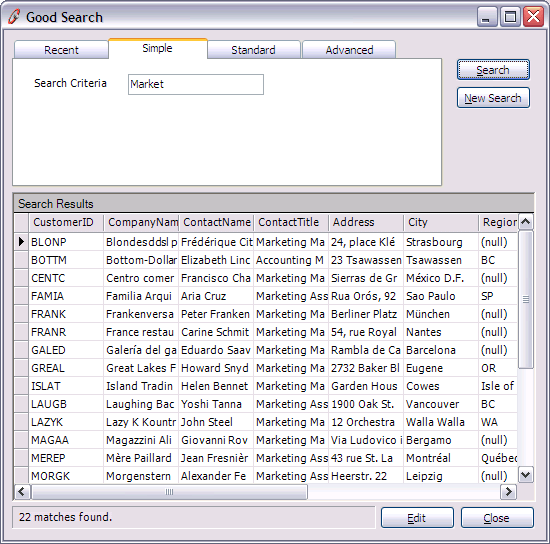 Good Search
Recent Simple Standard Advanced
Search Criteria Market
Search
New Search
Search Results
CustomerID CompanyNam ContactName ContactTitle Address City Region
BLONP Blondesddsl p Frédérique Cit Marketing Ma 24, place Klé Strasbourg (null)
BOTTM Bottom-Dollar Elizabeth Linc Accounting M 23 Tsawassen Tsawassen BC
CENTC Centro comer Francisco Cha Marketing Ma Sierras de Gr México D.F. (null)
FAMIA Familia Arqui Aria Cruz Marketing Ass Rua Orós, 92 Sao Paulo SP
FRANK Frankenversa Peter Franken Marketing Ma Berliner Platz München (null)
FRANR France restau Carine Schmit Marketing Ma 54, rue Royal Nantes (null)
GALED Galería del ga Eduardo Saav Marketing Ma Rambla de Ca Barcelona (null)
GREAL Great Lakes F Howard Snyd Marketing Ma 2732 Baker Bl Eugene OR
ISLAT Island Tradin Helen Bennet Marketing Ma Garden Hous Cowes Isle of
LAUGB Laughing Bac Yoshi Tanna Marketing Ass 1900 Oak St. Vancouver BC
LAZYK Lazy K Kountr John Steel Marketing Ma 12 Orchestra Walla Walla WA
MAGAA Magazzini Ali Giovanni Rov Marketing Ma Via Ludovico i Bergamo (null)
MEREP Mère Paillard Jean Fresnièr Marketing Ass 43 rue St. La Montréal Québec
MORGK Morgenstern Alexander Fe Marketing Ass Heerstr. 22 Leipzig (null)
22 matches found.
Edit
Close